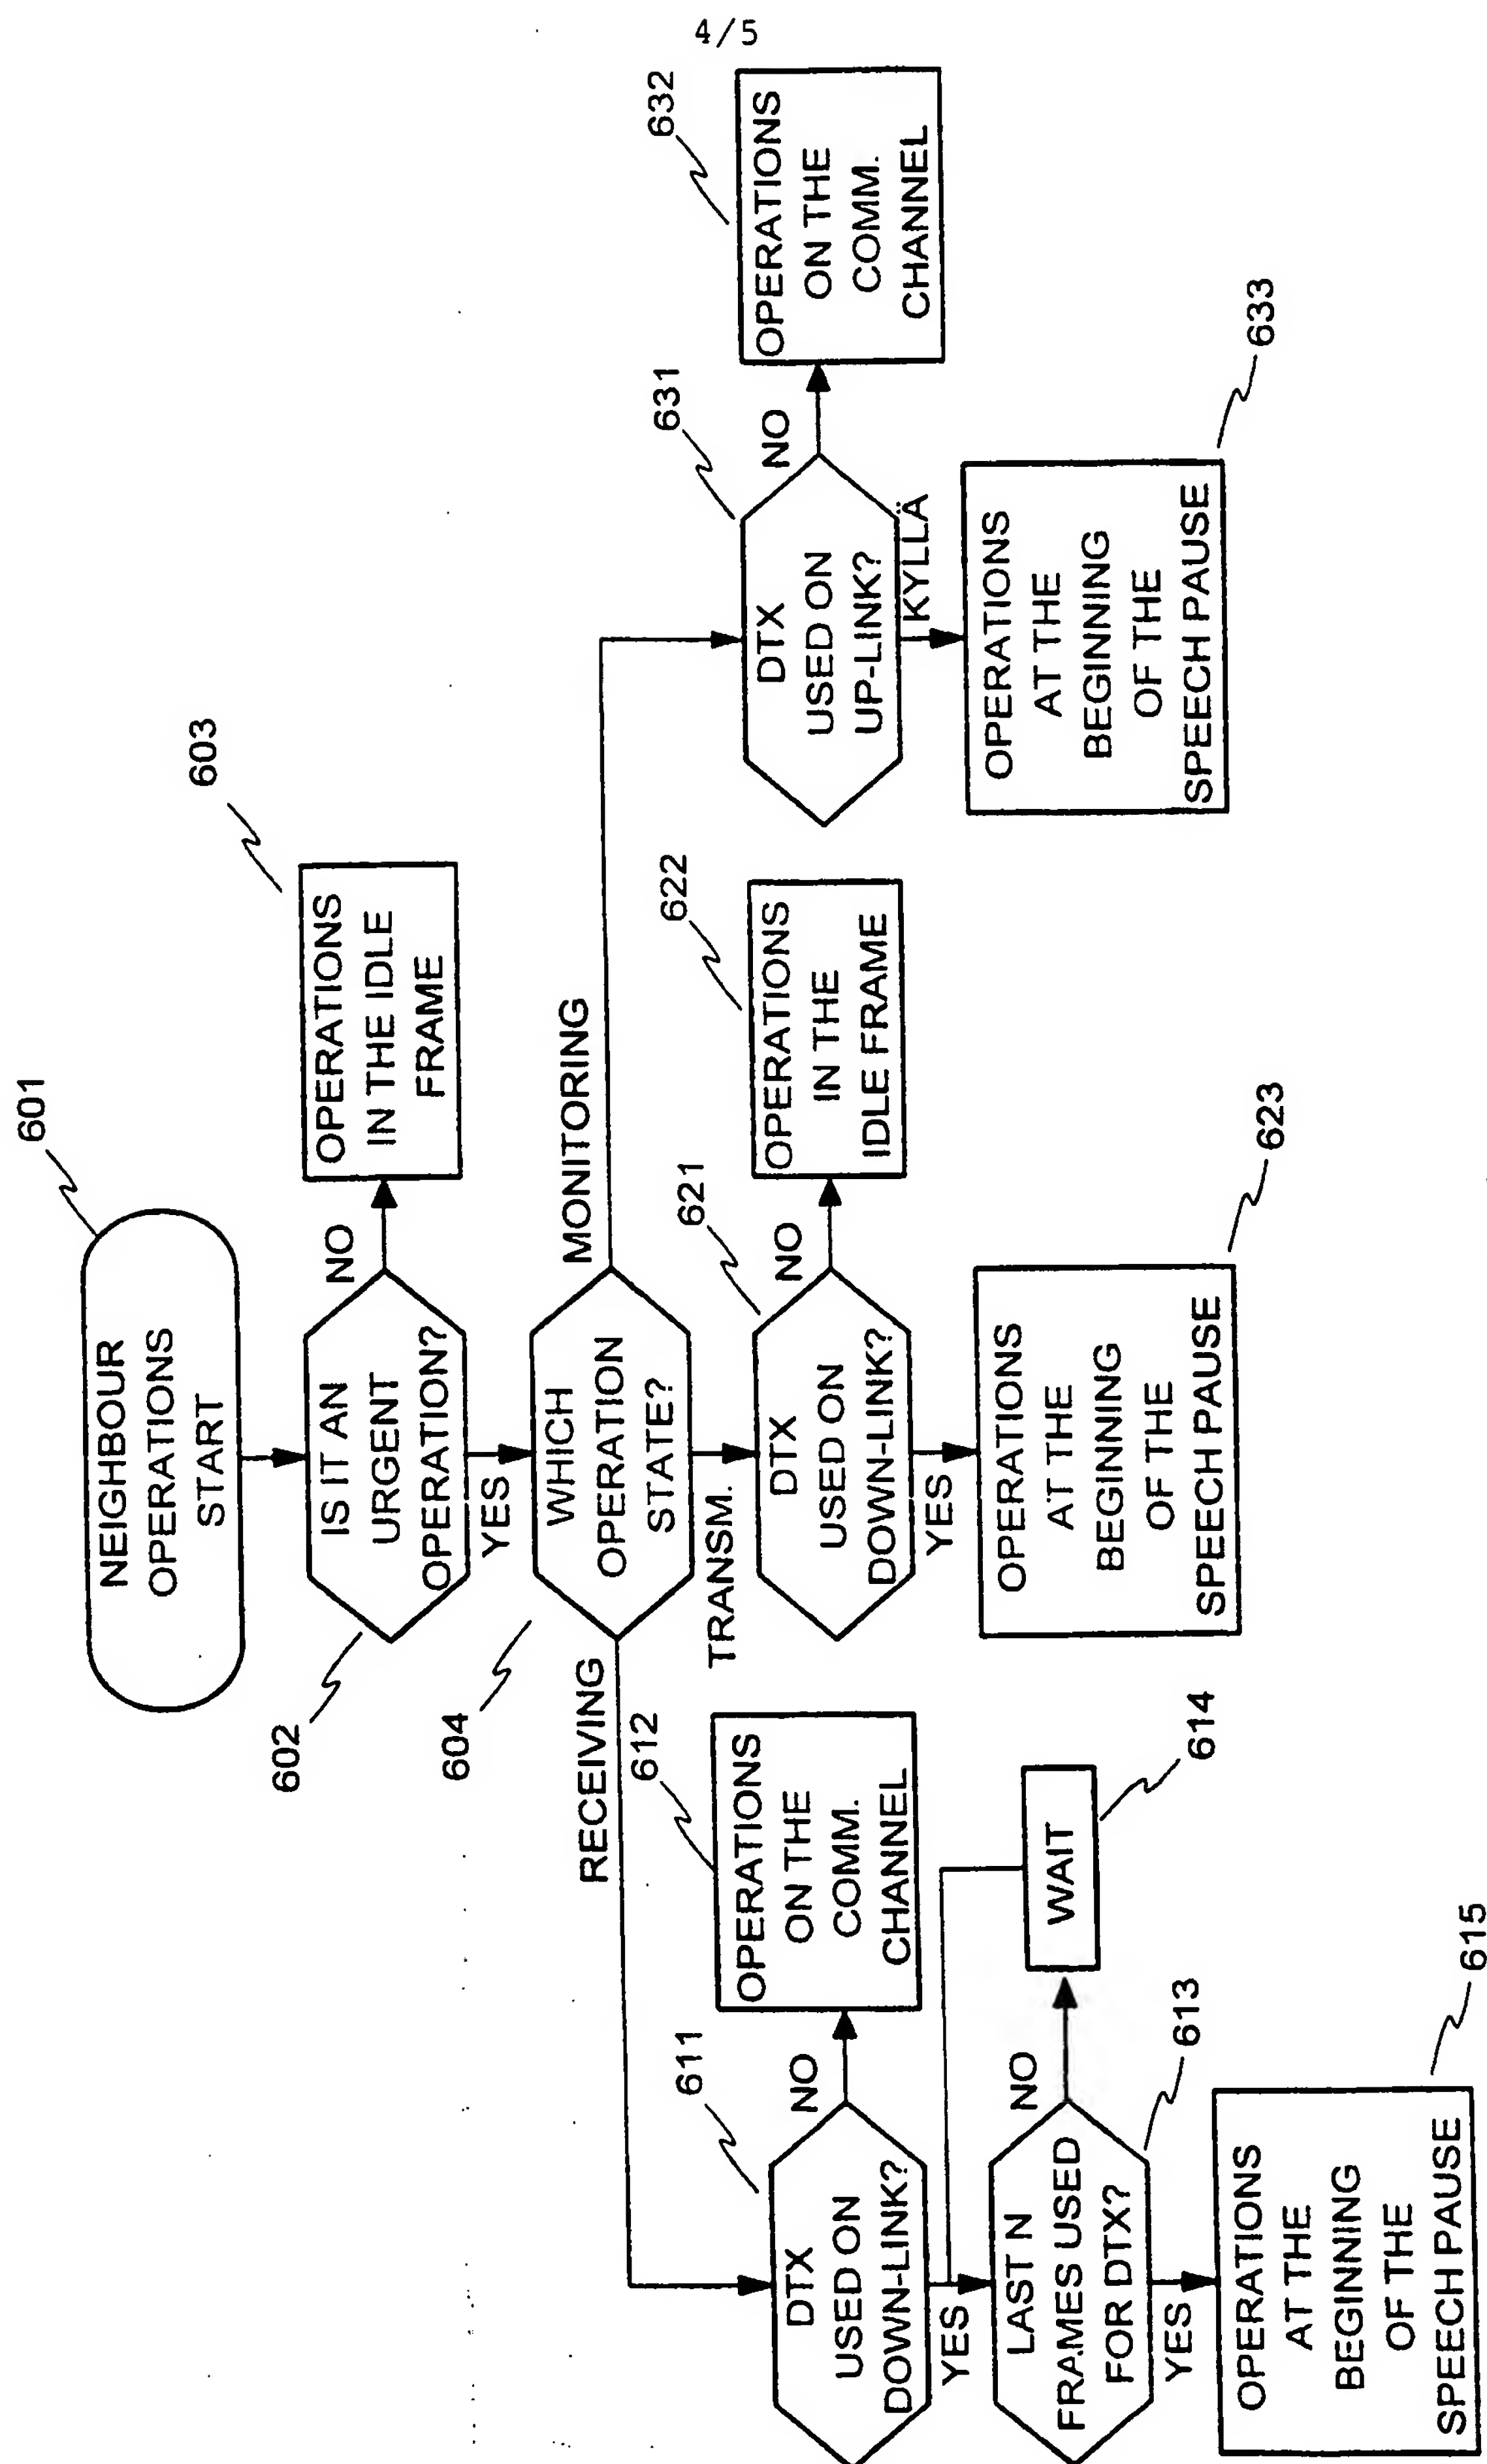 4/5
601
NEIGHBOUR
OPERATIONS
START
602
IS IT AN
URGENT
OPERATION?
NO
603
OPERATIONS
IN THE IDLE
FRAME
YES
604
WHICH
OPERATION
STATE?
RECEIVING
TRANSM.
MONITORING
611
DTX
USED ON
DOWN-LINK?
NO
612
OPERATIONS
ON THE
COMM.
CHANNEL
YES
613
LAST N
FRAMES USED
FOR DTX?
NO
614
WAIT
YES
615
OPERATIONS
AT THE
BEGINNING
OF THE
SPEECH PAUSE
621
DTX
USED ON
DOWN-LINK?
NO
622
OPERATIONS
IN THE
IDLE FRAME
YES
623
OPERATIONS
AT THE
BEGINNING
OF THE
SPEECH PAUSE
631
DTX
USED ON
UP-LINK?
NO
632
OPERATIONS
ON THE
COMM.
CHANNEL
KYLLÄ
633
OPERATIONS
AT THE
BEGINNING
OF THE
SPEECH PAUSE